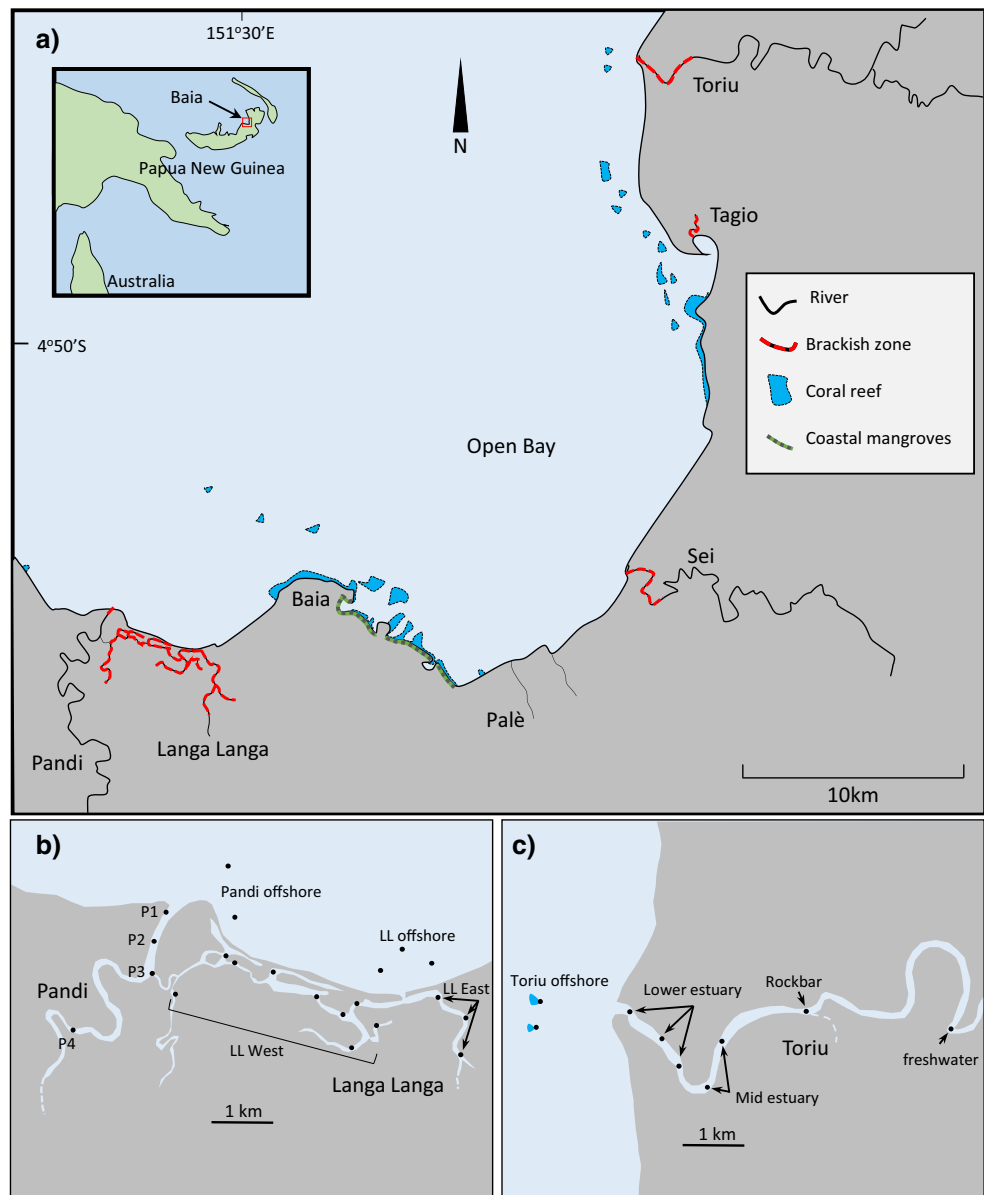 a)
151°30'E
Baia
Papua New Guinea
Australia
N
Toriu
Tagio
River
Brackish zone
Coral reef
Coastal mangroves
4°50'S
Open Bay
Sei
Baia
Palè
Langa Langa
Pandi
10km
b)
Pandi offshore
P1
P2
LL offshore
P3
LL East
Pandi
P4
LL West
Langa Langa
1 km
c)
Toriu offshore
Lower estuary
Rockbar
Toriu
freshwater
Mid estuary
1 km